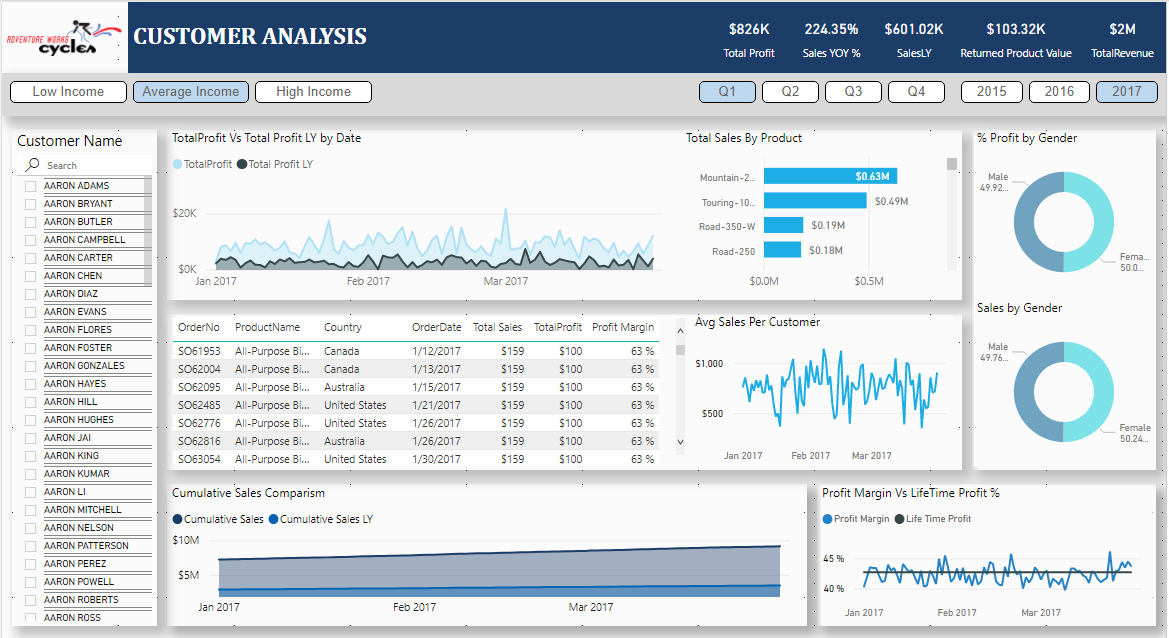 ADVENTURE WORKS
cycles
CUSTOMER ANALYSIS
$826K
Total Profit
224.35%
Sales YOY %
$601.02K
SalesLY
$103.32K
Returned Product Value
$2M
TotalRevenue
Low Income
Average Income
High Income
Q1
Q2
Q3
Q4
2015
2016
2017
Customer Name
Search
AARON ADAMS
AARON BRYANT
AARON BUTLER
AARON CAMPBELL
AARON CARTER
AARON CHEN
AARON DIAZ
AARON EVANS
AARON FLORES
AARON FOSTER
AARON GONZALES
AARON HAYES
AARON HILL
AARON HUGHES
AARON JAI
AARON KING
AARON KUMAR
AARON LI
AARON MITCHELL
AARON NELSON
AARON PATTERSON
AARON PEREZ
AARON POWELL
AARON ROBERTS
AARON ROSS
TotalProfit Vs Total Profit LY by Date
TotalProfit Total Profit LY
$20K
$0K
Jan 2017 Feb 2017 Mar 2017
Total Sales By Product
Mountain-2... $0.63M
Touring-10... $0.49M
Road-350-W $0.19M
Road-250 $0.18M
$0.0M $0.5M
% Profit by Gender
Male
49.92...
Fema...
50.0...
OrderNo ProductName Country OrderDate Total Sales TotalProfit Profit Margin
SO61953 All-Purpose Bi... Canada 1/12/2017 $159 $100 63 %
SO62004 All-Purpose Bi... Canada 1/13/2017 $159 $100 63 %
SO62095 All-Purpose Bi... Australia 1/15/2017 $159 $100 63 %
SO62485 All-Purpose Bi... United States 1/21/2017 $159 $100 63 %
SO62776 All-Purpose Bi... United States 1/26/2017 $159 $100 63 %
SO62816 All-Purpose Bi... Australia 1/26/2017 $159 $100 63 %
SO63054 All-Purpose Bi... United States 1/30/2017 $159 $100 63 %
Avg Sales Per Customer
$1,000
$500
Jan 2017 Feb 2017 Mar 2017
Sales by Gender
Male
49.76...
Female
50.24...
Cumulative Sales Comparism
Cumulative Sales Cumulative Sales LY
$10M
$5M
Jan 2017 Feb 2017 Mar 2017
Profit Margin Vs LifeTime Profit %
Profit Margin Life Time Profit
45 %
40 %
Jan 2017 Feb 2017 Mar 2017